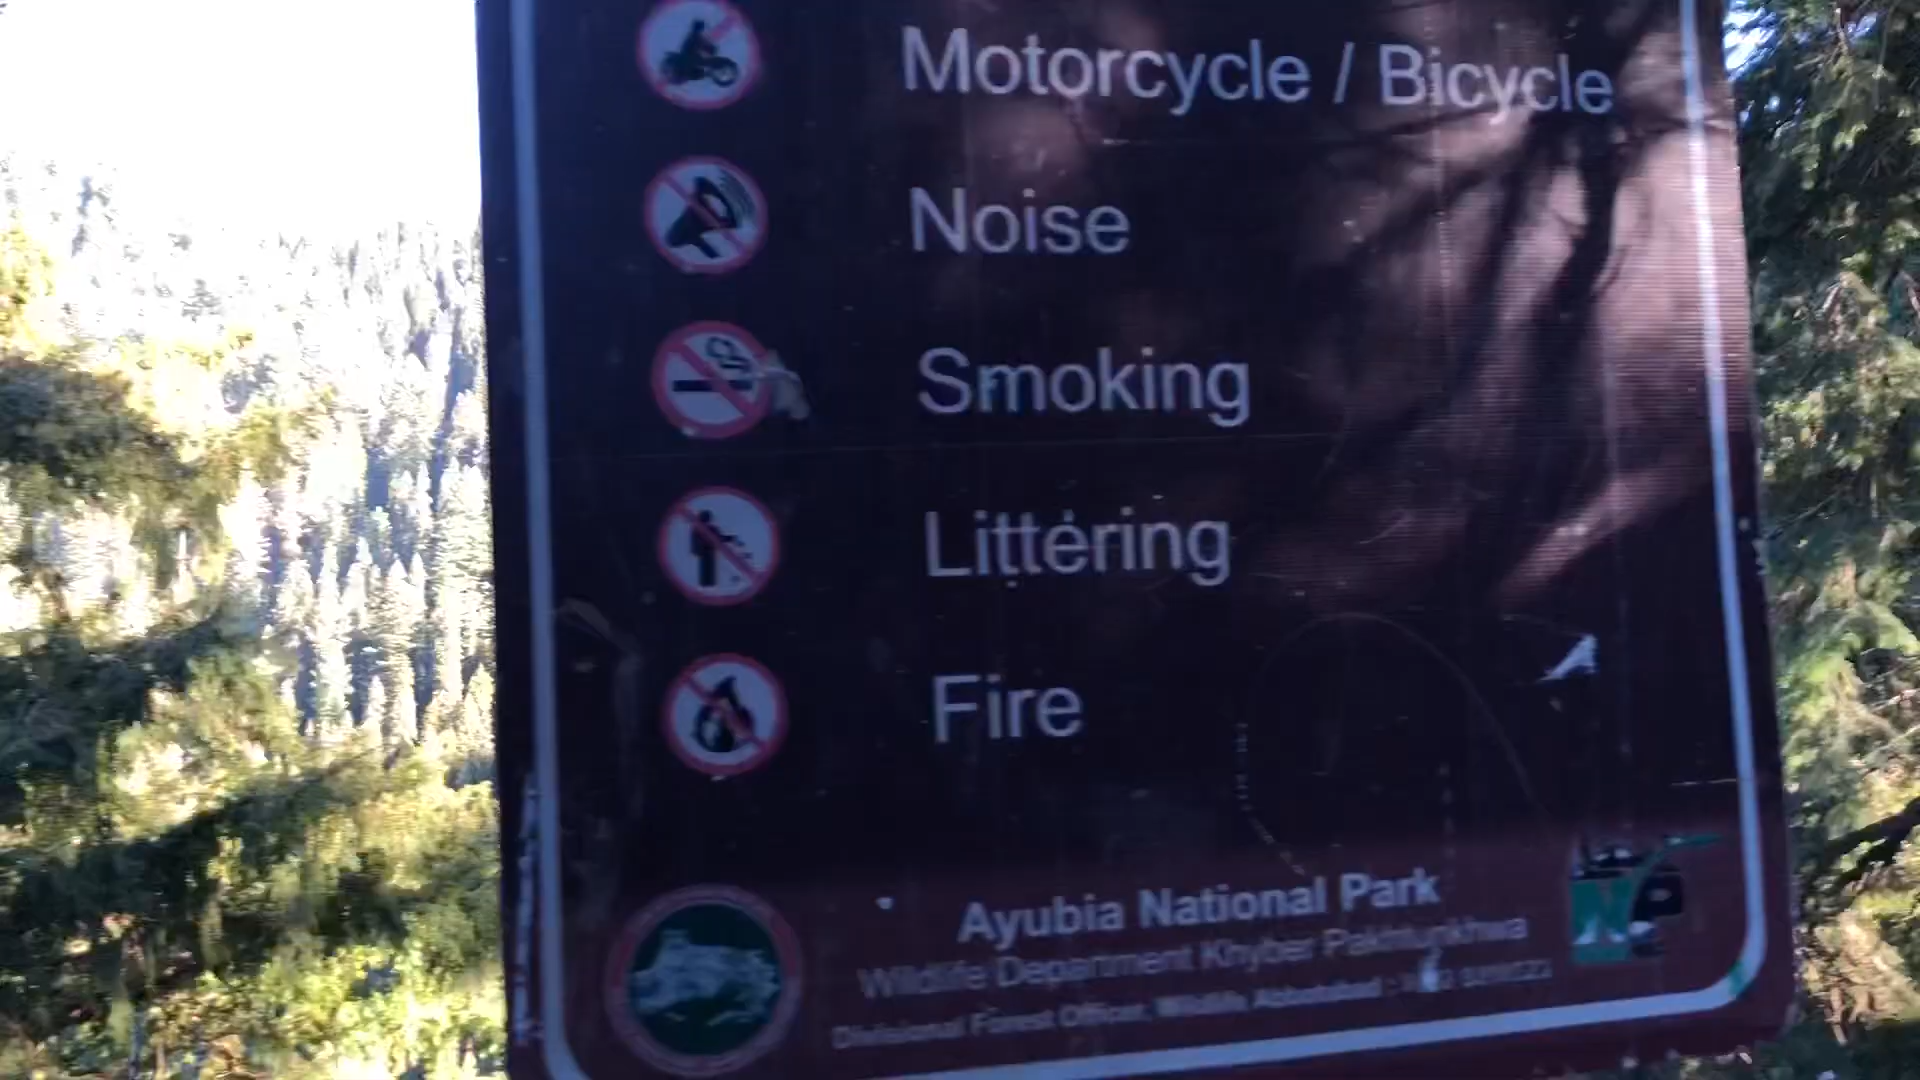 Motorcycle / Bicycle
Noise
Smoking
Littering
Fire
Ayubia National Park
Wildlife Department Khyber Pakhtunkhwa
Divisional Forest Officer, Wildlife Abbottabad :